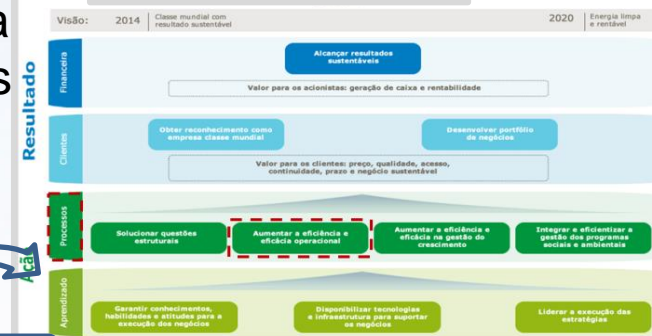 a
s
Visão:
2014
Classe mundial com
resultado sustentável
2020
Energia limpa
e rentável
Resultado
Financeira
Alcançar resultados
sustentáveis
Valor para os acionistas: geração de caixa e rentabilidade
Clientes
Obter reconhecimento como
empresa classe mundial
Desenvolver portfólio
de negócios
Valor para os clientes: preço, qualidade, acesso,
continuidade, prazo e negócio sustentável
Ação
Processos
Solucionar questões
estruturais
Aumentar a eficiência e
eficácia operacional
Aumentar a eficiência e
eficácia na gestão do
crescimento
Integrar e eficientizar a
gestão dos programas
sociais e ambientais
Aprendizado
Garantir conhecimentos,
habilidades e atitudes para a
execução dos negócios
Disponibilizar tecnologias
e infraestrutura para suportar
os negócios
Liderar a execução das
estratégias